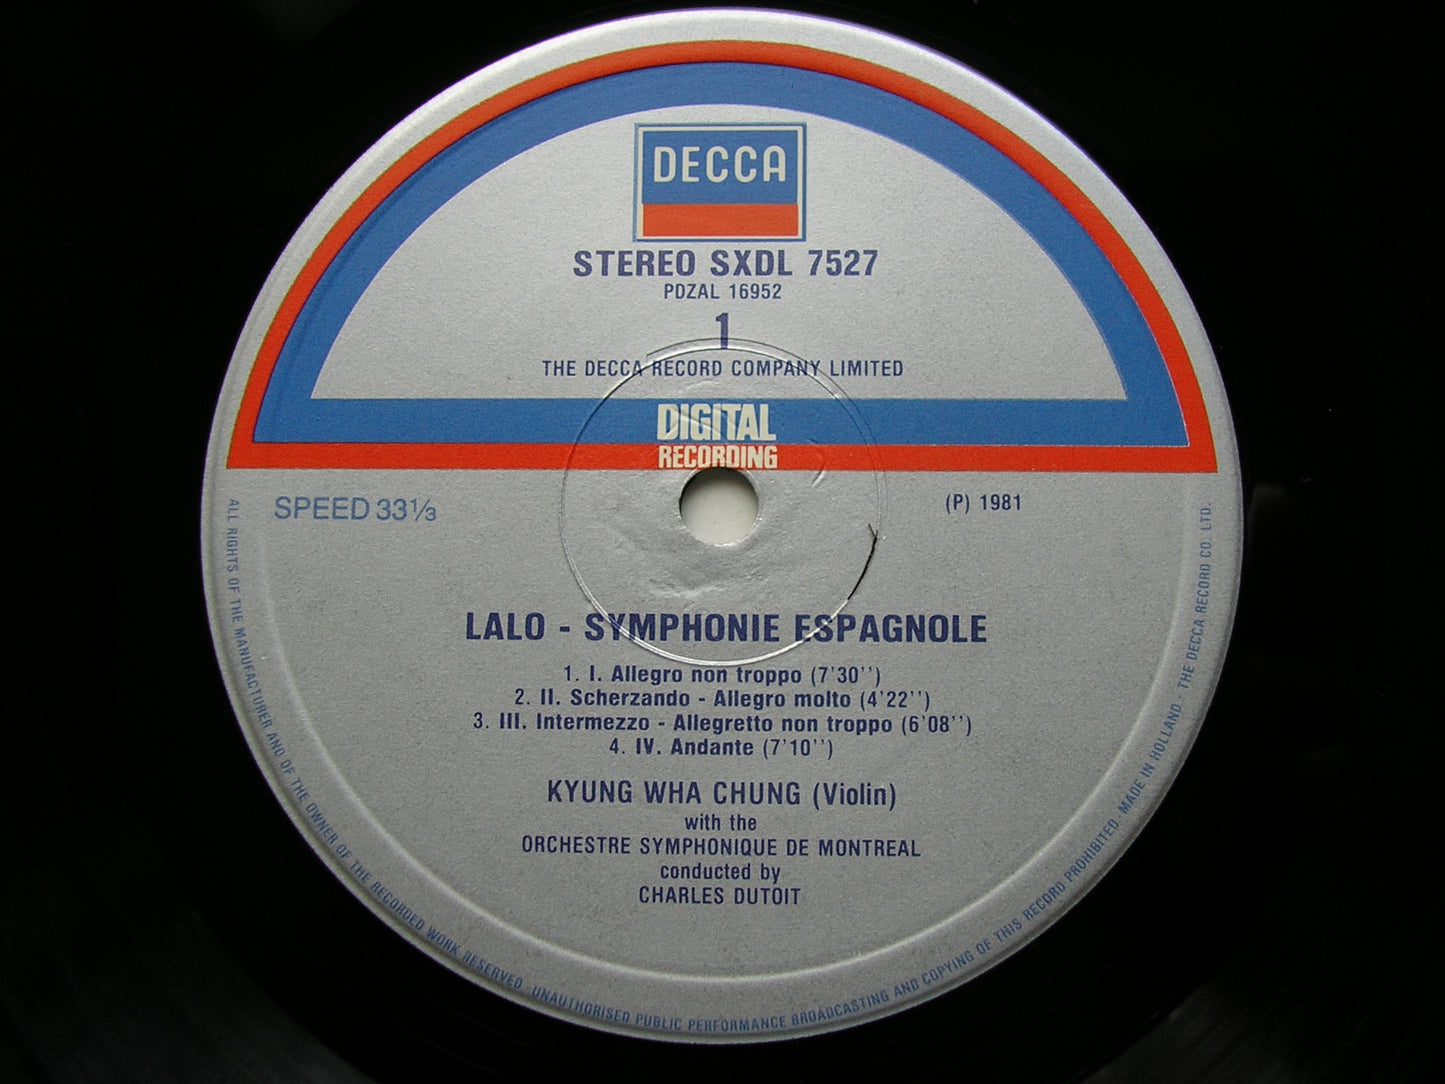 DECCA
STEREO SXDL 7527
PDZAL 16952
1
THE DECCA RECORD COMPANY LIMITED
DIGITAL
RECORDING
SPEED 33⅓
(P) 1981
LALO - SYMPHONIE ESPAGNOLE
1. I. Allegro non troppo (7'30'')
2. II. Scherzando - Allegro molto (4'22'')
3. III. Intermezzo - Allegretto non troppo (6'08'')
4. IV. Andante (7'10'')
KYUNG WHA CHUNG (Violin)
with the
ORCHESTRE SYMPHONIQUE DE MONTREAL
conducted by
CHARLES DUTOIT
ALL RIGHTS OF THE MANUFACTURER AND OF THE OWNER OF THE RECORDED WORK RESERVED. UNAUTHORISED PUBLIC PERFORMANCE BROADCASTING AND COPYING OF THIS RECORD PROHIBITED. MADE IN HOLLAND. THE DECCA RECORD CO. LTD.